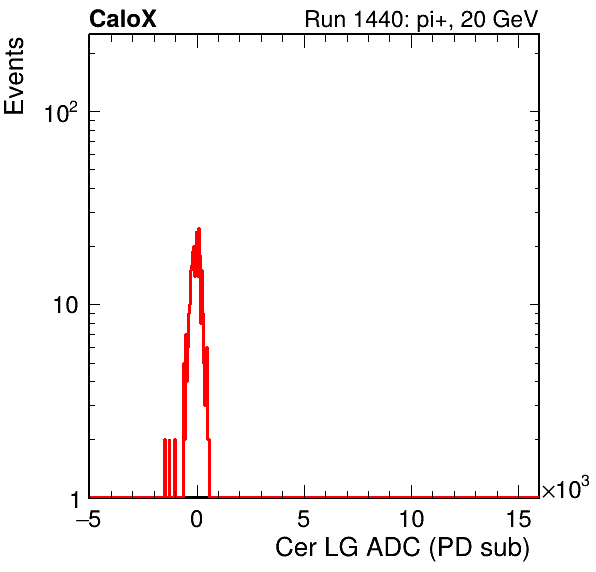 CaloX Run 1440: pi+, 20 GeV
Events
10²
10
1
−5 0 5 10 15 ×10³
Cer LG ADC (PD sub)